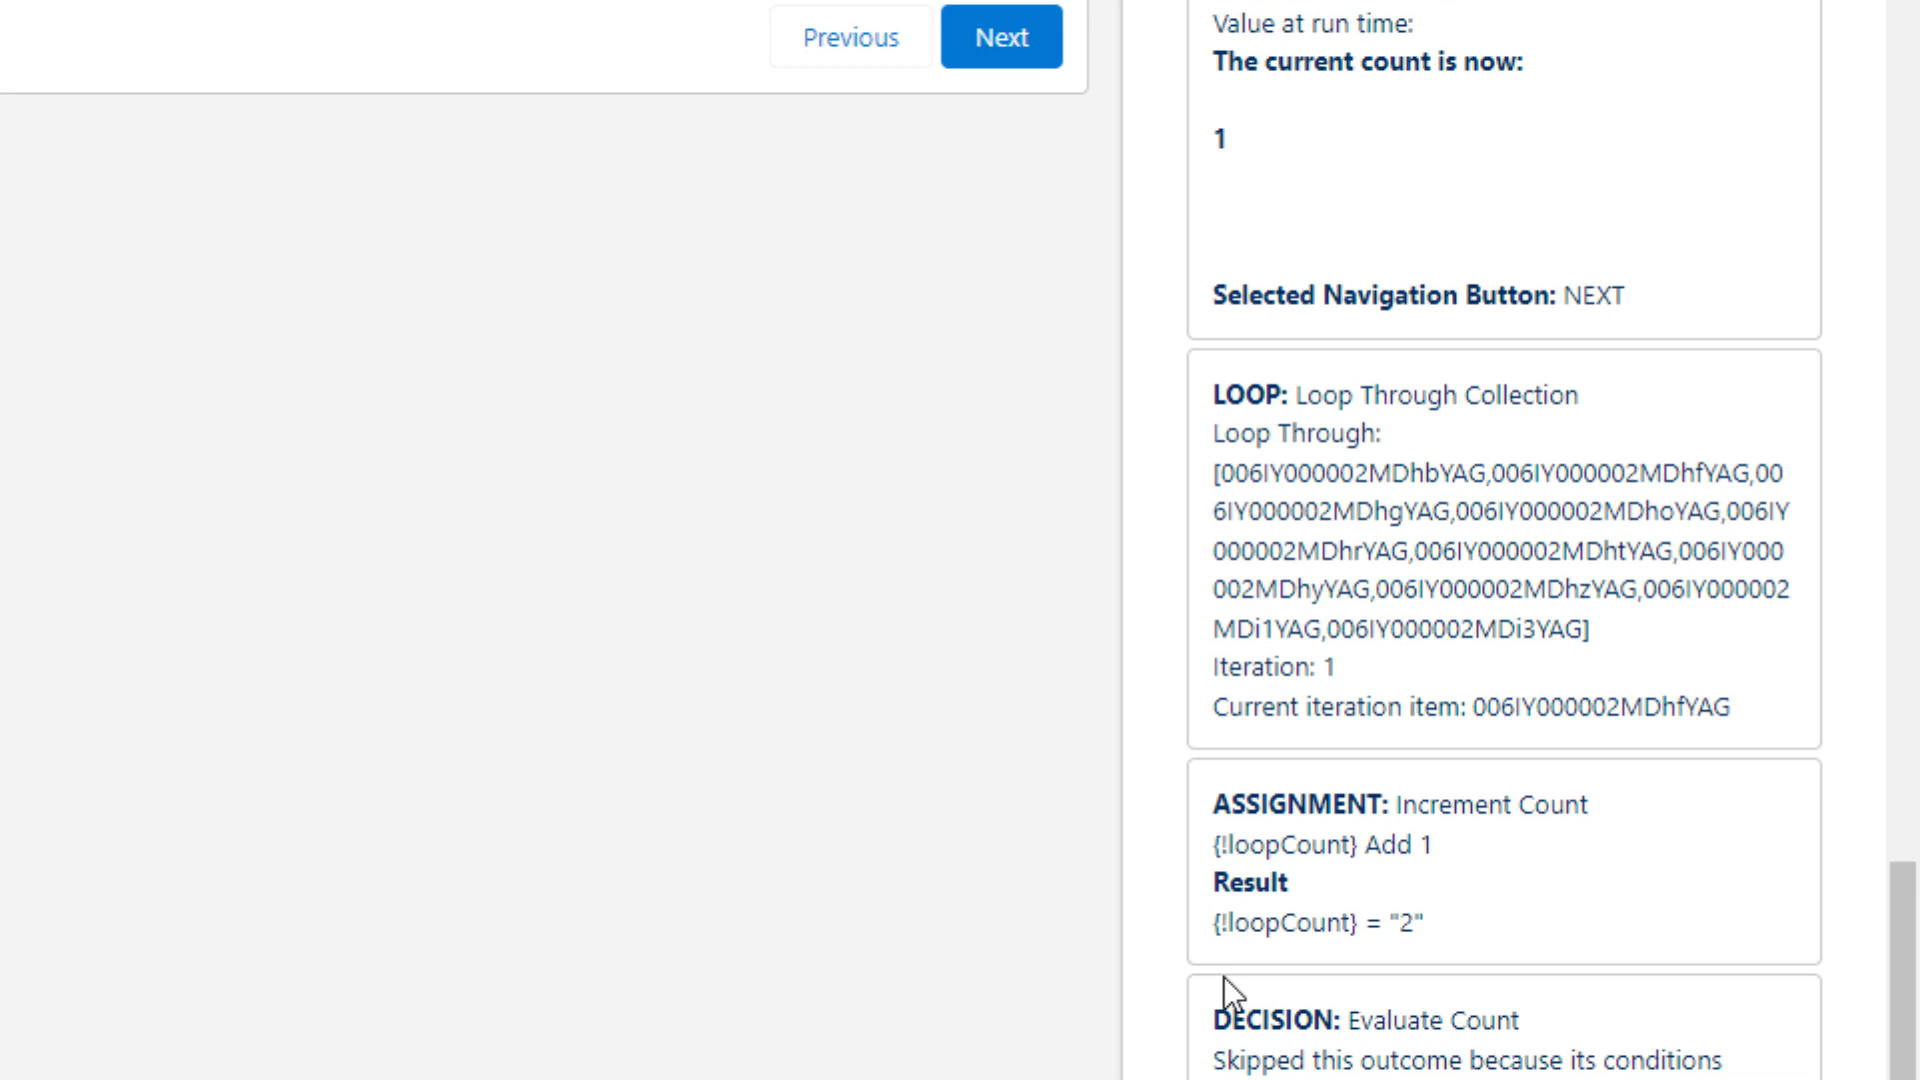 Previous
Next
Value at run time:
The current count is now:
1
Selected Navigation Button: NEXT
LOOP: Loop Through Collection
Loop Through:
[006IY000002MDhbYAG,006IY000002MDhfYAG,00
6IY000002MDhgYAG,006IY000002MDhoYAG,006IY
000002MDhrYAG,006IY000002MDhtYAG,006IY000
002MDhyYAG,006IY000002MDhzYAG,006IY000002
MDi1YAG,006IY000002MDi3YAG]
Iteration: 1
Current iteration item: 006IY000002MDhfYAG
ASSIGNMENT: Increment Count
{!loopCount} Add 1
Result
{!loopCount} = "2"
DECISION: Evaluate Count
Skipped this outcome because its conditions